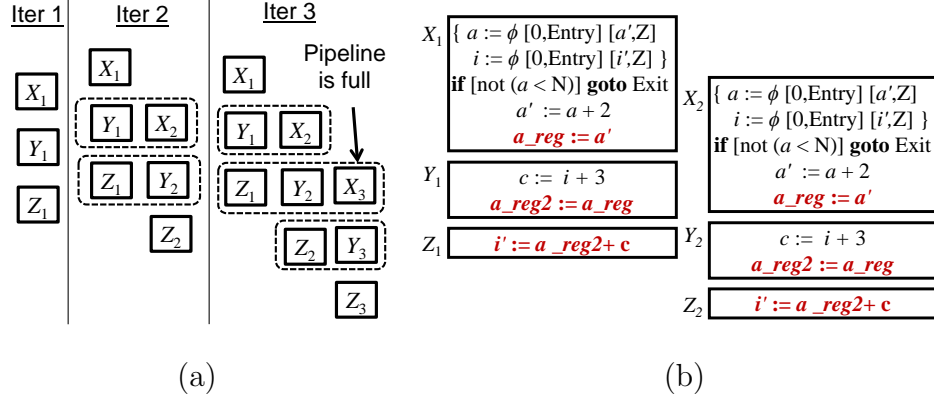 Iter 1
Iter 2
Iter 3
X₁
Y₁
Z₁
X₁
Y₁ X₂
Z₁ Y₂
Z₂
Pipeline
is full
X₁
Y₁ X₂
Z₁ Y₂ X₃
Z₂ Y₃
Z₃
(a)
X₁
{ a := ϕ [0,Entry] [a',Z]
i := ϕ [0,Entry] [i',Z] }
if [not (a < N)] goto Exit
a' := a + 2
a_reg := a'
Y₁
c := i + 3
a_reg2 := a_reg
Z₁
i' := a _reg2+ c
X₂
{ a := ϕ [0,Entry] [a',Z]
i := ϕ [0,Entry] [i',Z] }
if [not (a < N)] goto Exit
a' := a + 2
a_reg := a'
Y₂
c := i + 3
a_reg2 := a_reg
Z₂
i' := a _reg2+ c
(b)